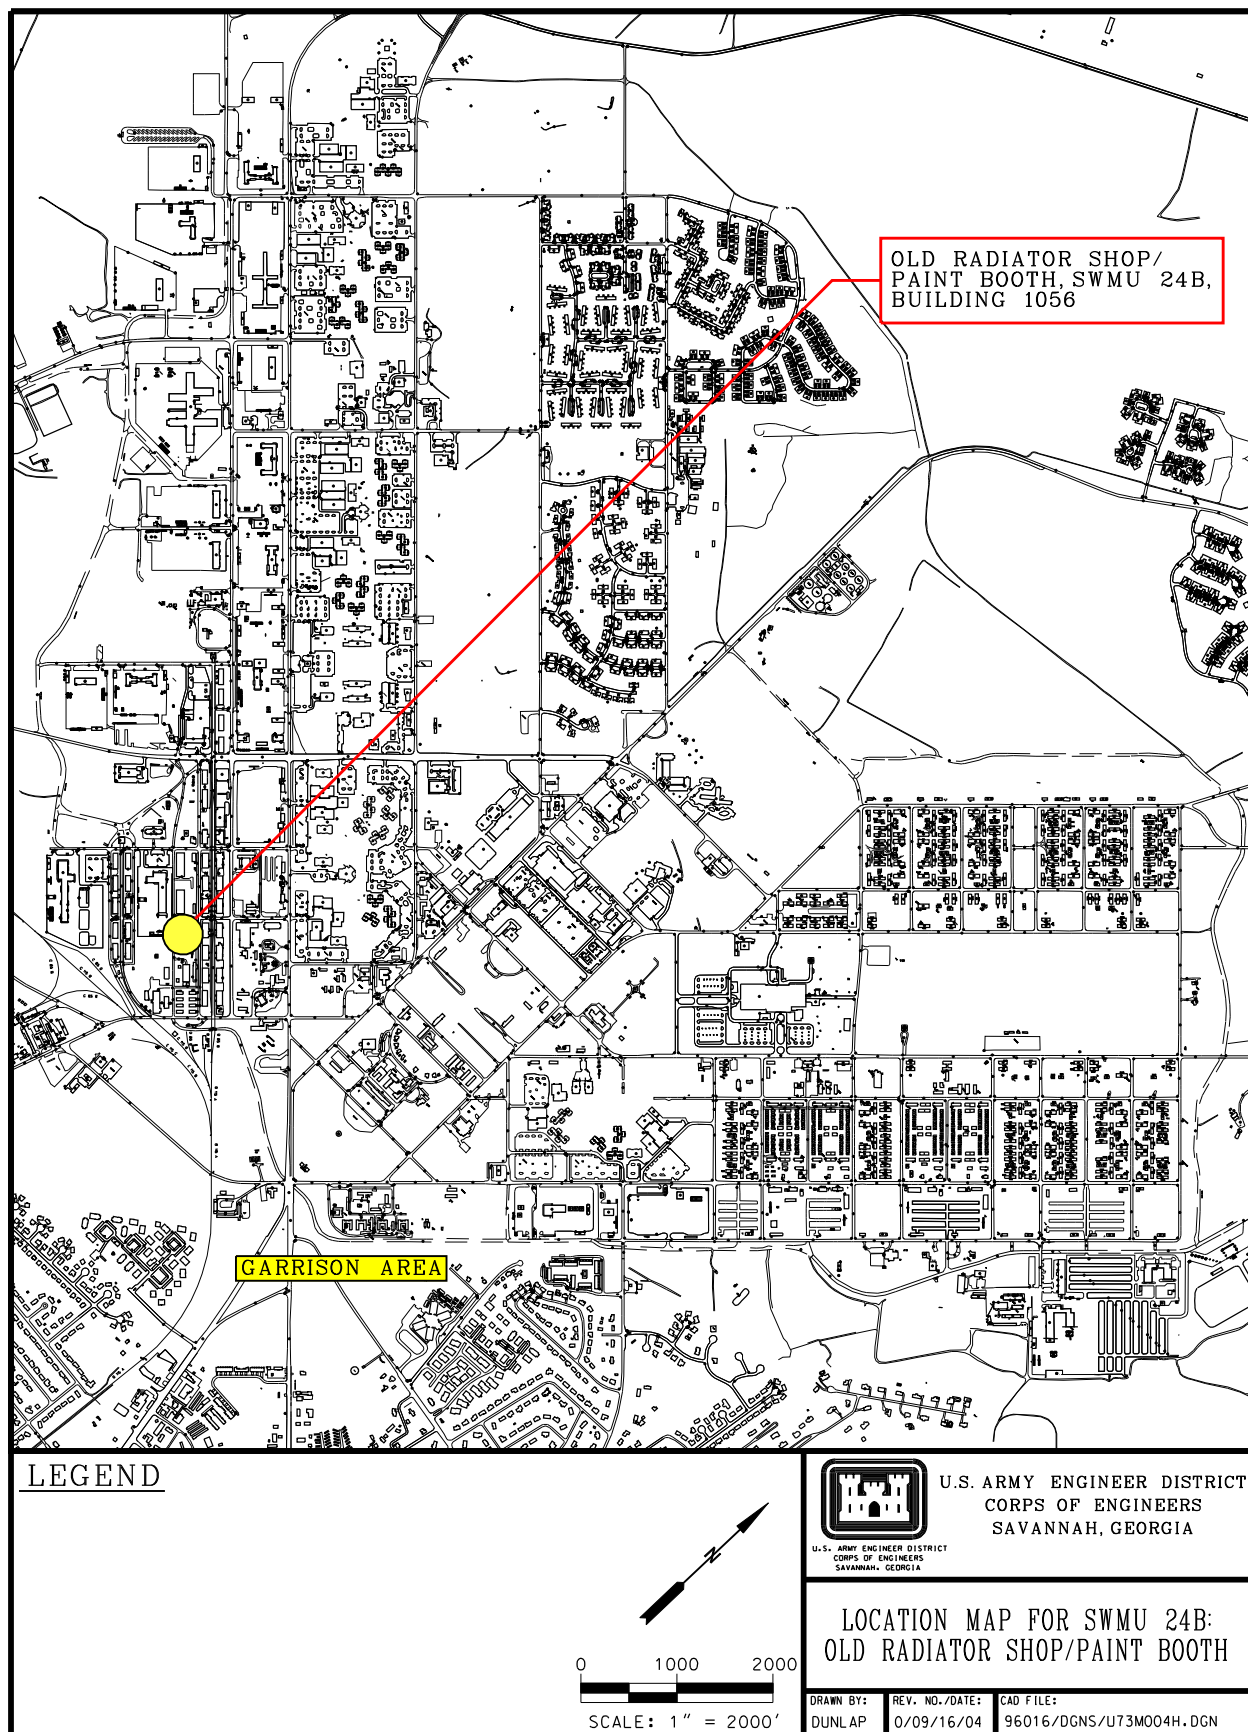 OLD RADIATOR SHOP/
PAINT BOOTH, SWMU 24B,
BUILDING 1056
GARRISON AREA
LEGEND
N
0 1000 2000
SCALE: 1" = 2000'
U.S. ARMY ENGINEER DISTRICT
CORPS OF ENGINEERS
SAVANNAH, GEORGIA
U.S. ARMY ENGINEER DISTRICT
CORPS OF ENGINEERS
SAVANNAH, GEORGIA
LOCATION MAP FOR SWMU 24B:
OLD RADIATOR SHOP/PAINT BOOTH
DRAWN BY:
DUNLAP
REV. NO./DATE:
0/09/16/04
CAD FILE:
96016/DGNS/U73M004H.DGN